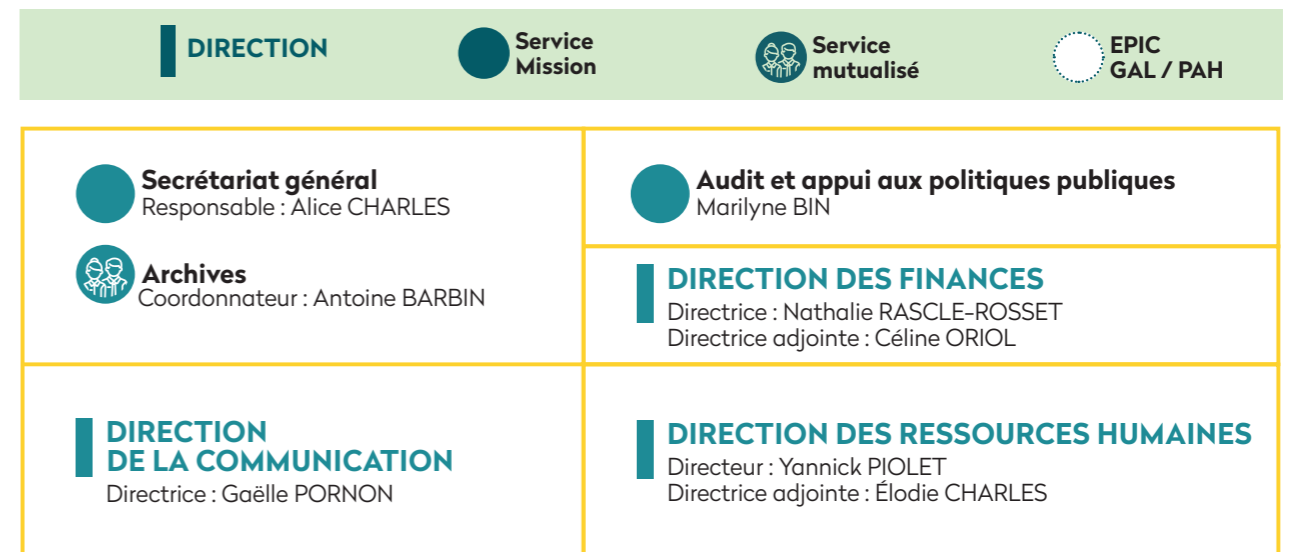 DIRECTION
Service
Mission
Service
mutualisé
EPIC
GAL / PAH
Secrétariat général
Responsable : Alice CHARLES
Archives
Coordonnateur : Antoine BARBIN
Audit et appui aux politiques publiques
Marilyne BIN
DIRECTION DES FINANCES
Directrice : Nathalie RASCLE-ROSSET
Directrice adjointe : Céline ORIOL
DIRECTION
DE LA COMMUNICATION
Directrice : Gaëlle PORNON
DIRECTION DES RESSOURCES HUMAINES
Directeur : Yannick PIOLET
Directrice adjointe : Élodie CHARLES